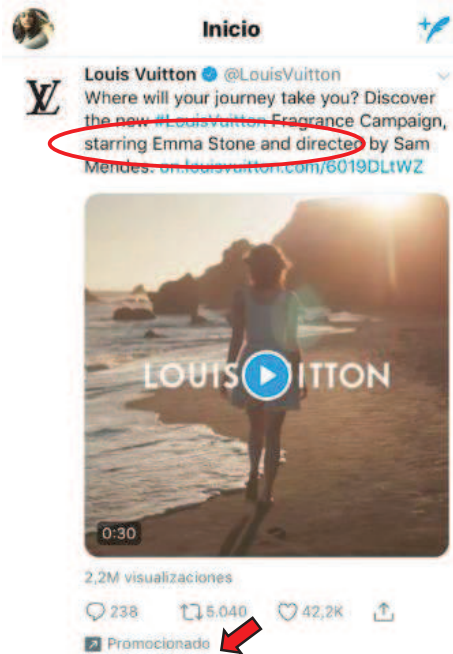 Inicio
Louis Vuitton @LouisVuitton
Where will your journey take you? Discover
the new #LouisVuitton Fragrance Campaign,
starring Emma Stone and directed by Sam
Mendes. on.louisvuitton.com/6019DLtWZ
LOUIS VUITTON
0:30
2,2M visualizaciones
238 5.040 42,2K
Promocionado